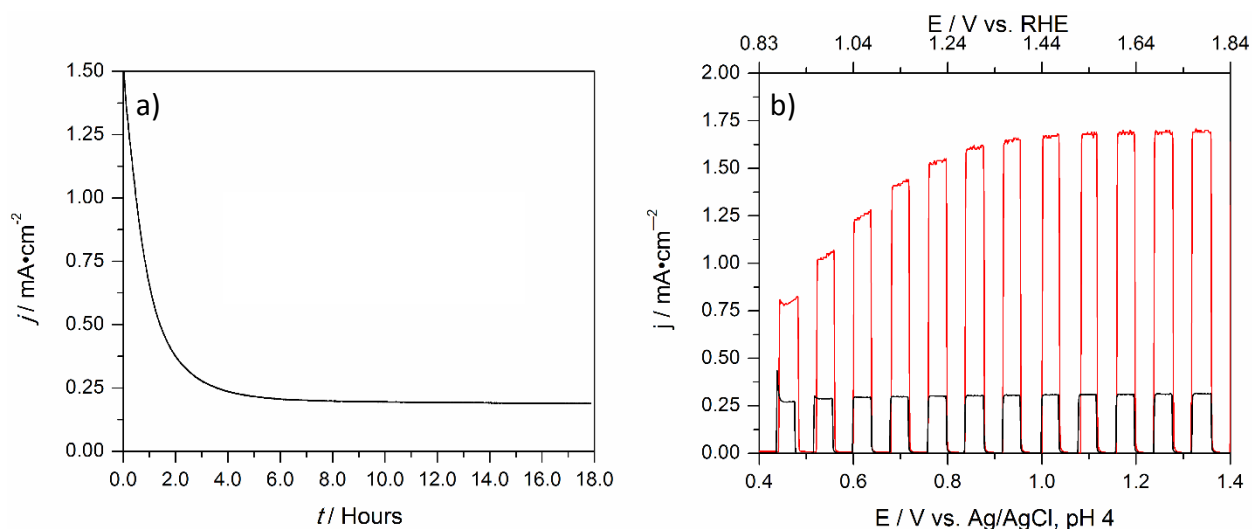 a)
1.50
1.25
1.00
0.75
0.50
0.25
0.00
j / mA•cm-2
0.0 2.0 4.0 6.0 8.0 10.0 12.0 14.0 16.0 18.0
t / Hours
E / V vs. RHE
0.83 1.04 1.24 1.44 1.64 1.84
b)
2.00
1.75
1.50
1.25
1.00
0.75
0.50
0.25
0.00
j / mA•cm—2
0.4 0.6 0.8 1.0 1.2 1.4
E / V vs. Ag/AgCl, pH 4